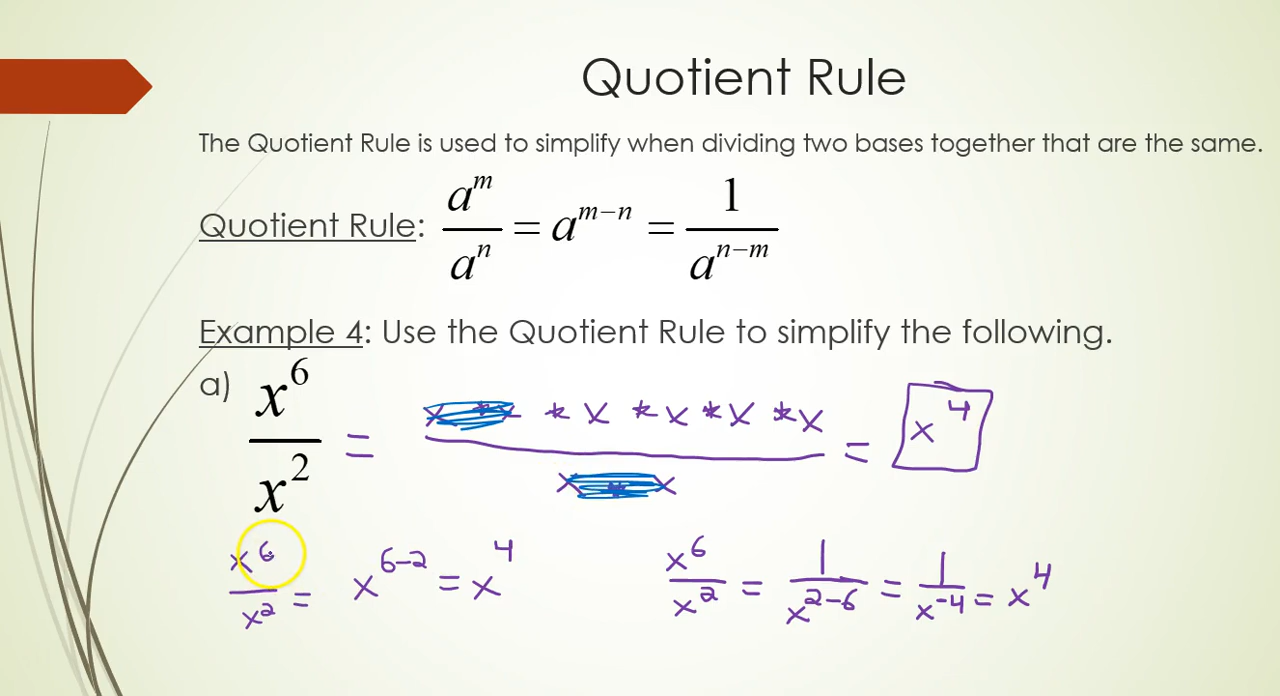 Quotient Rule
The Quotient Rule is used to simplify when dividing two bases together that are the same.
Quotient Rule: a^m/a^n = a^(m−n) = 1/a^(n−m)
Example 4: Use the Quotient Rule to simplify the following.
a) x^6/x^2 = (x * x * x * x * x * x)/(x * x) = x^4
x^6/x^2 = x^(6-2) = x^4
x^6/x^2 = 1/x^(2-6) = 1/x^(-4) = x^4